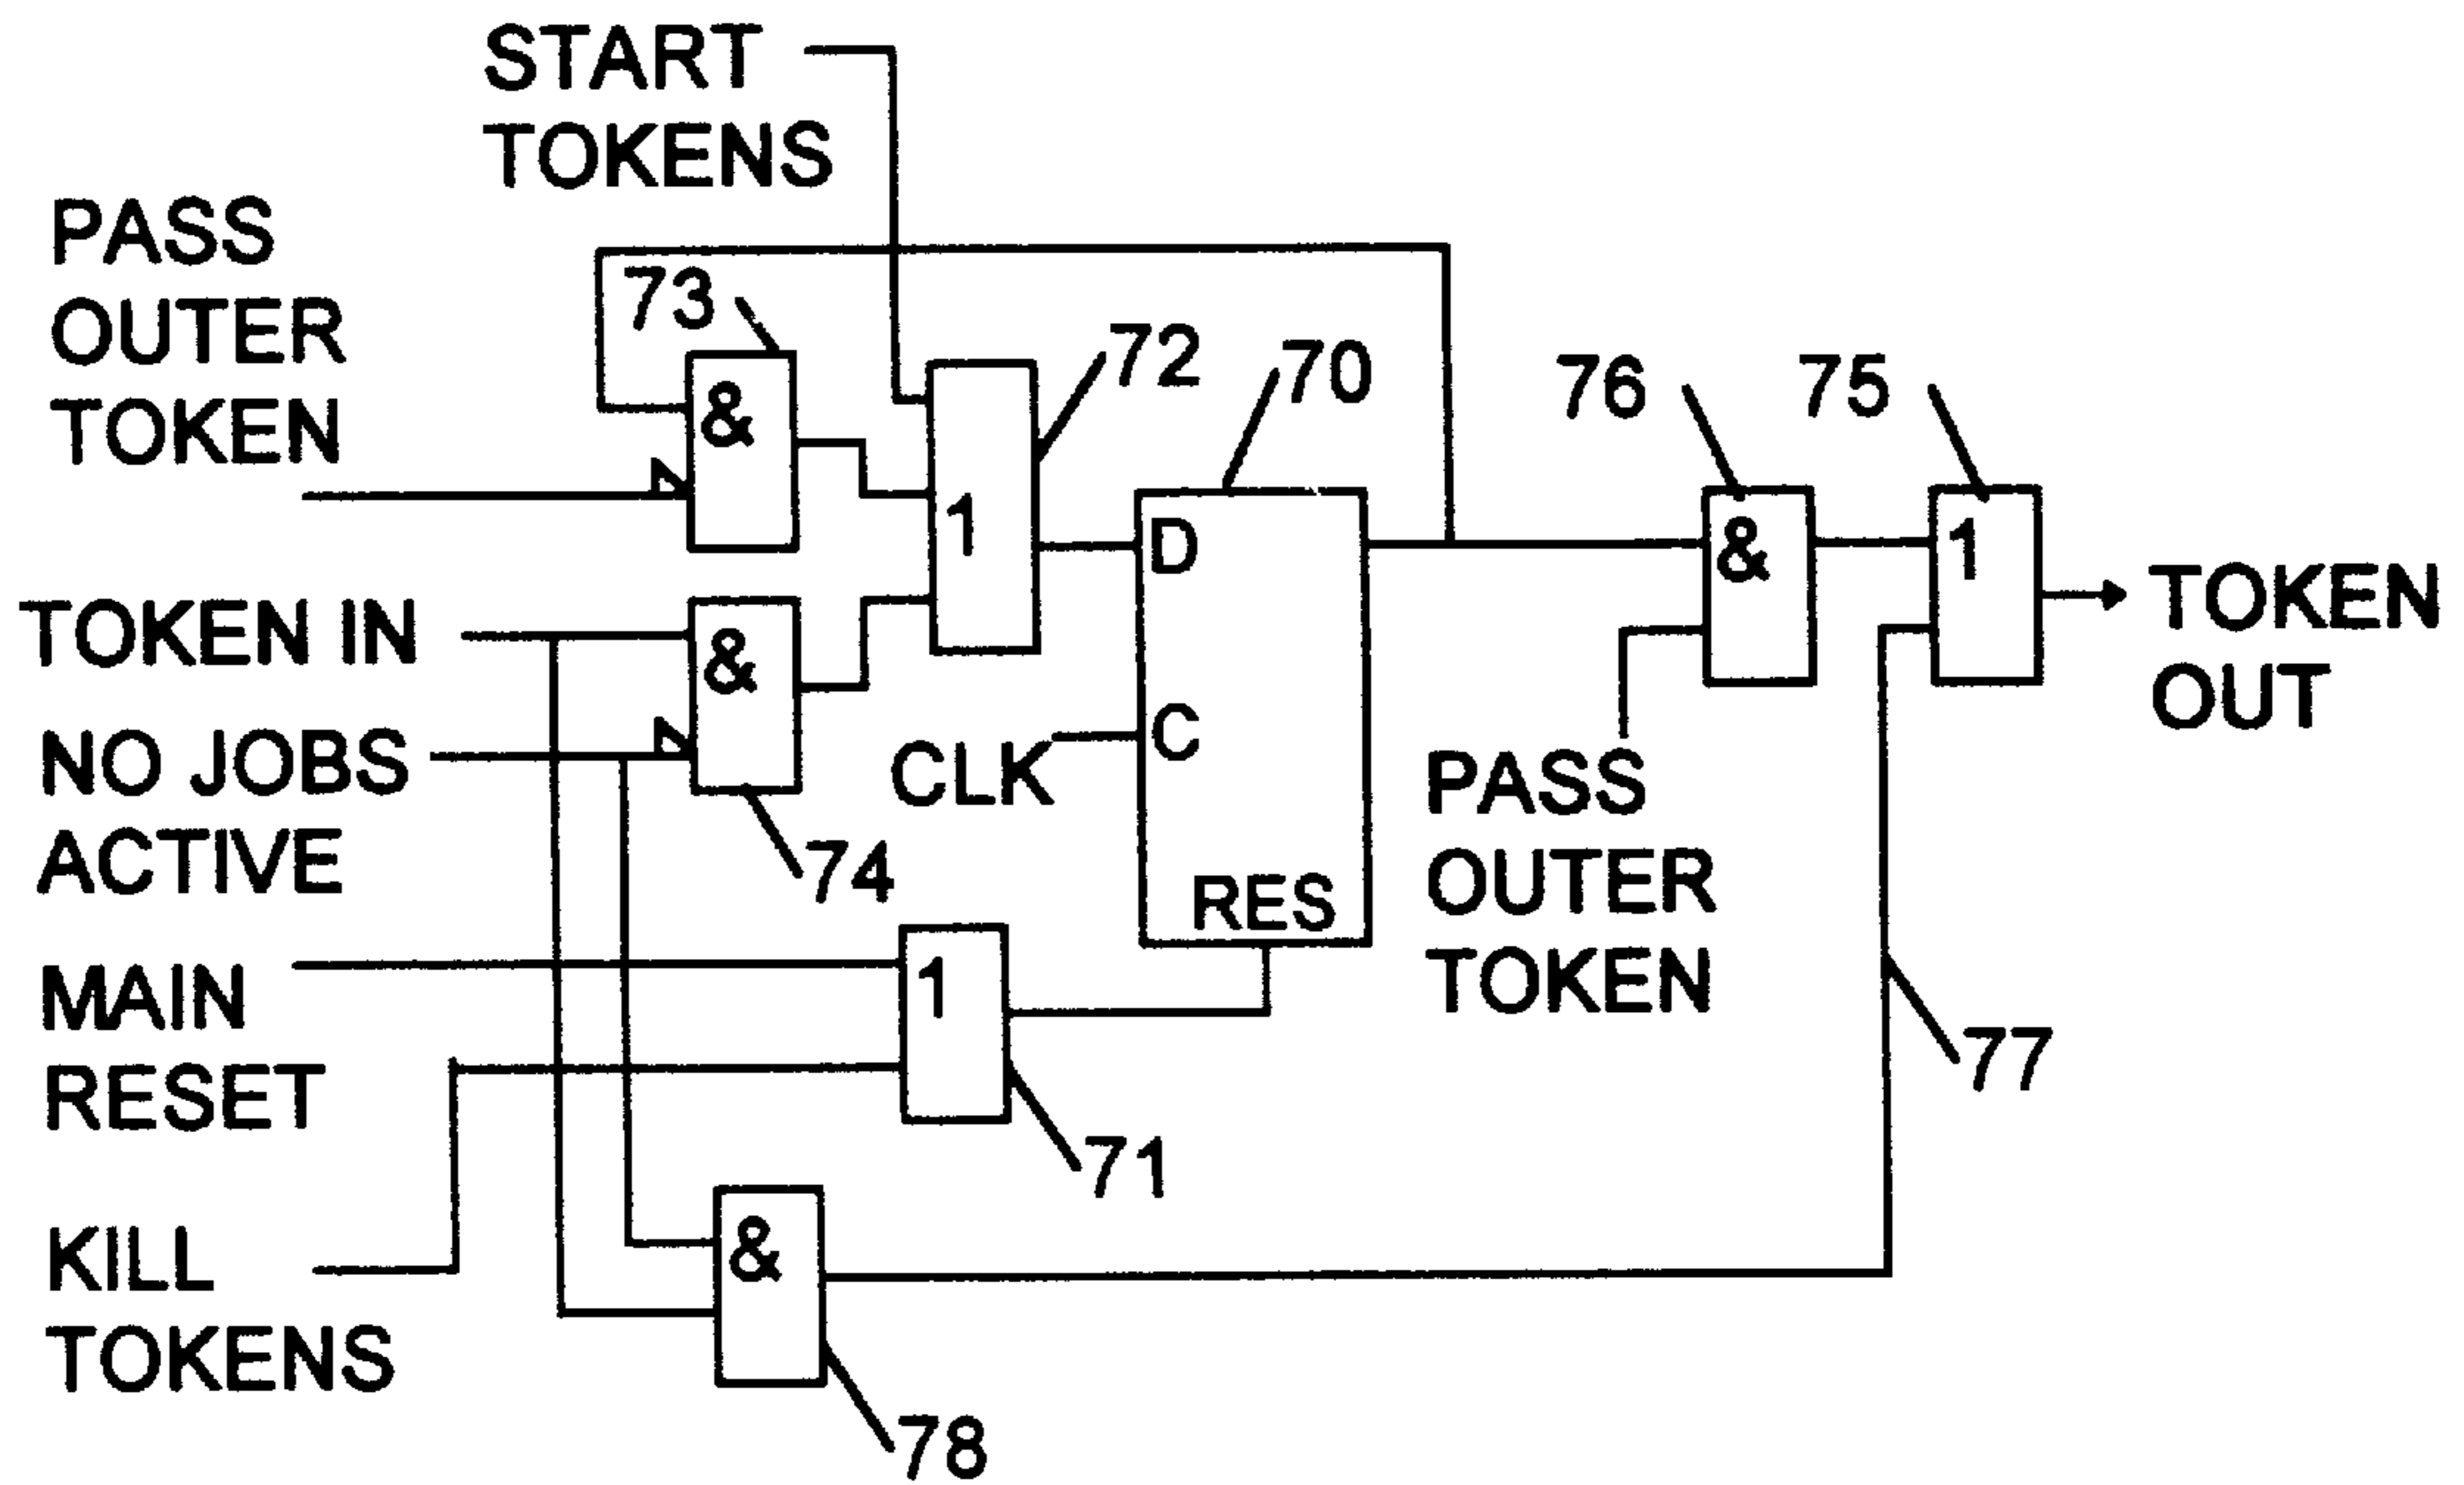 START
TOKENS
PASS
OUTER
TOKEN
73
72
70
76
75
&
1
D
&
1
TOKEN IN
&
TOKEN
OUT
NO JOBS
ACTIVE
C
CLK
PASS
OUTER
TOKEN
74
RES
MAIN
RESET
1
77
71
KILL
TOKENS
&
78